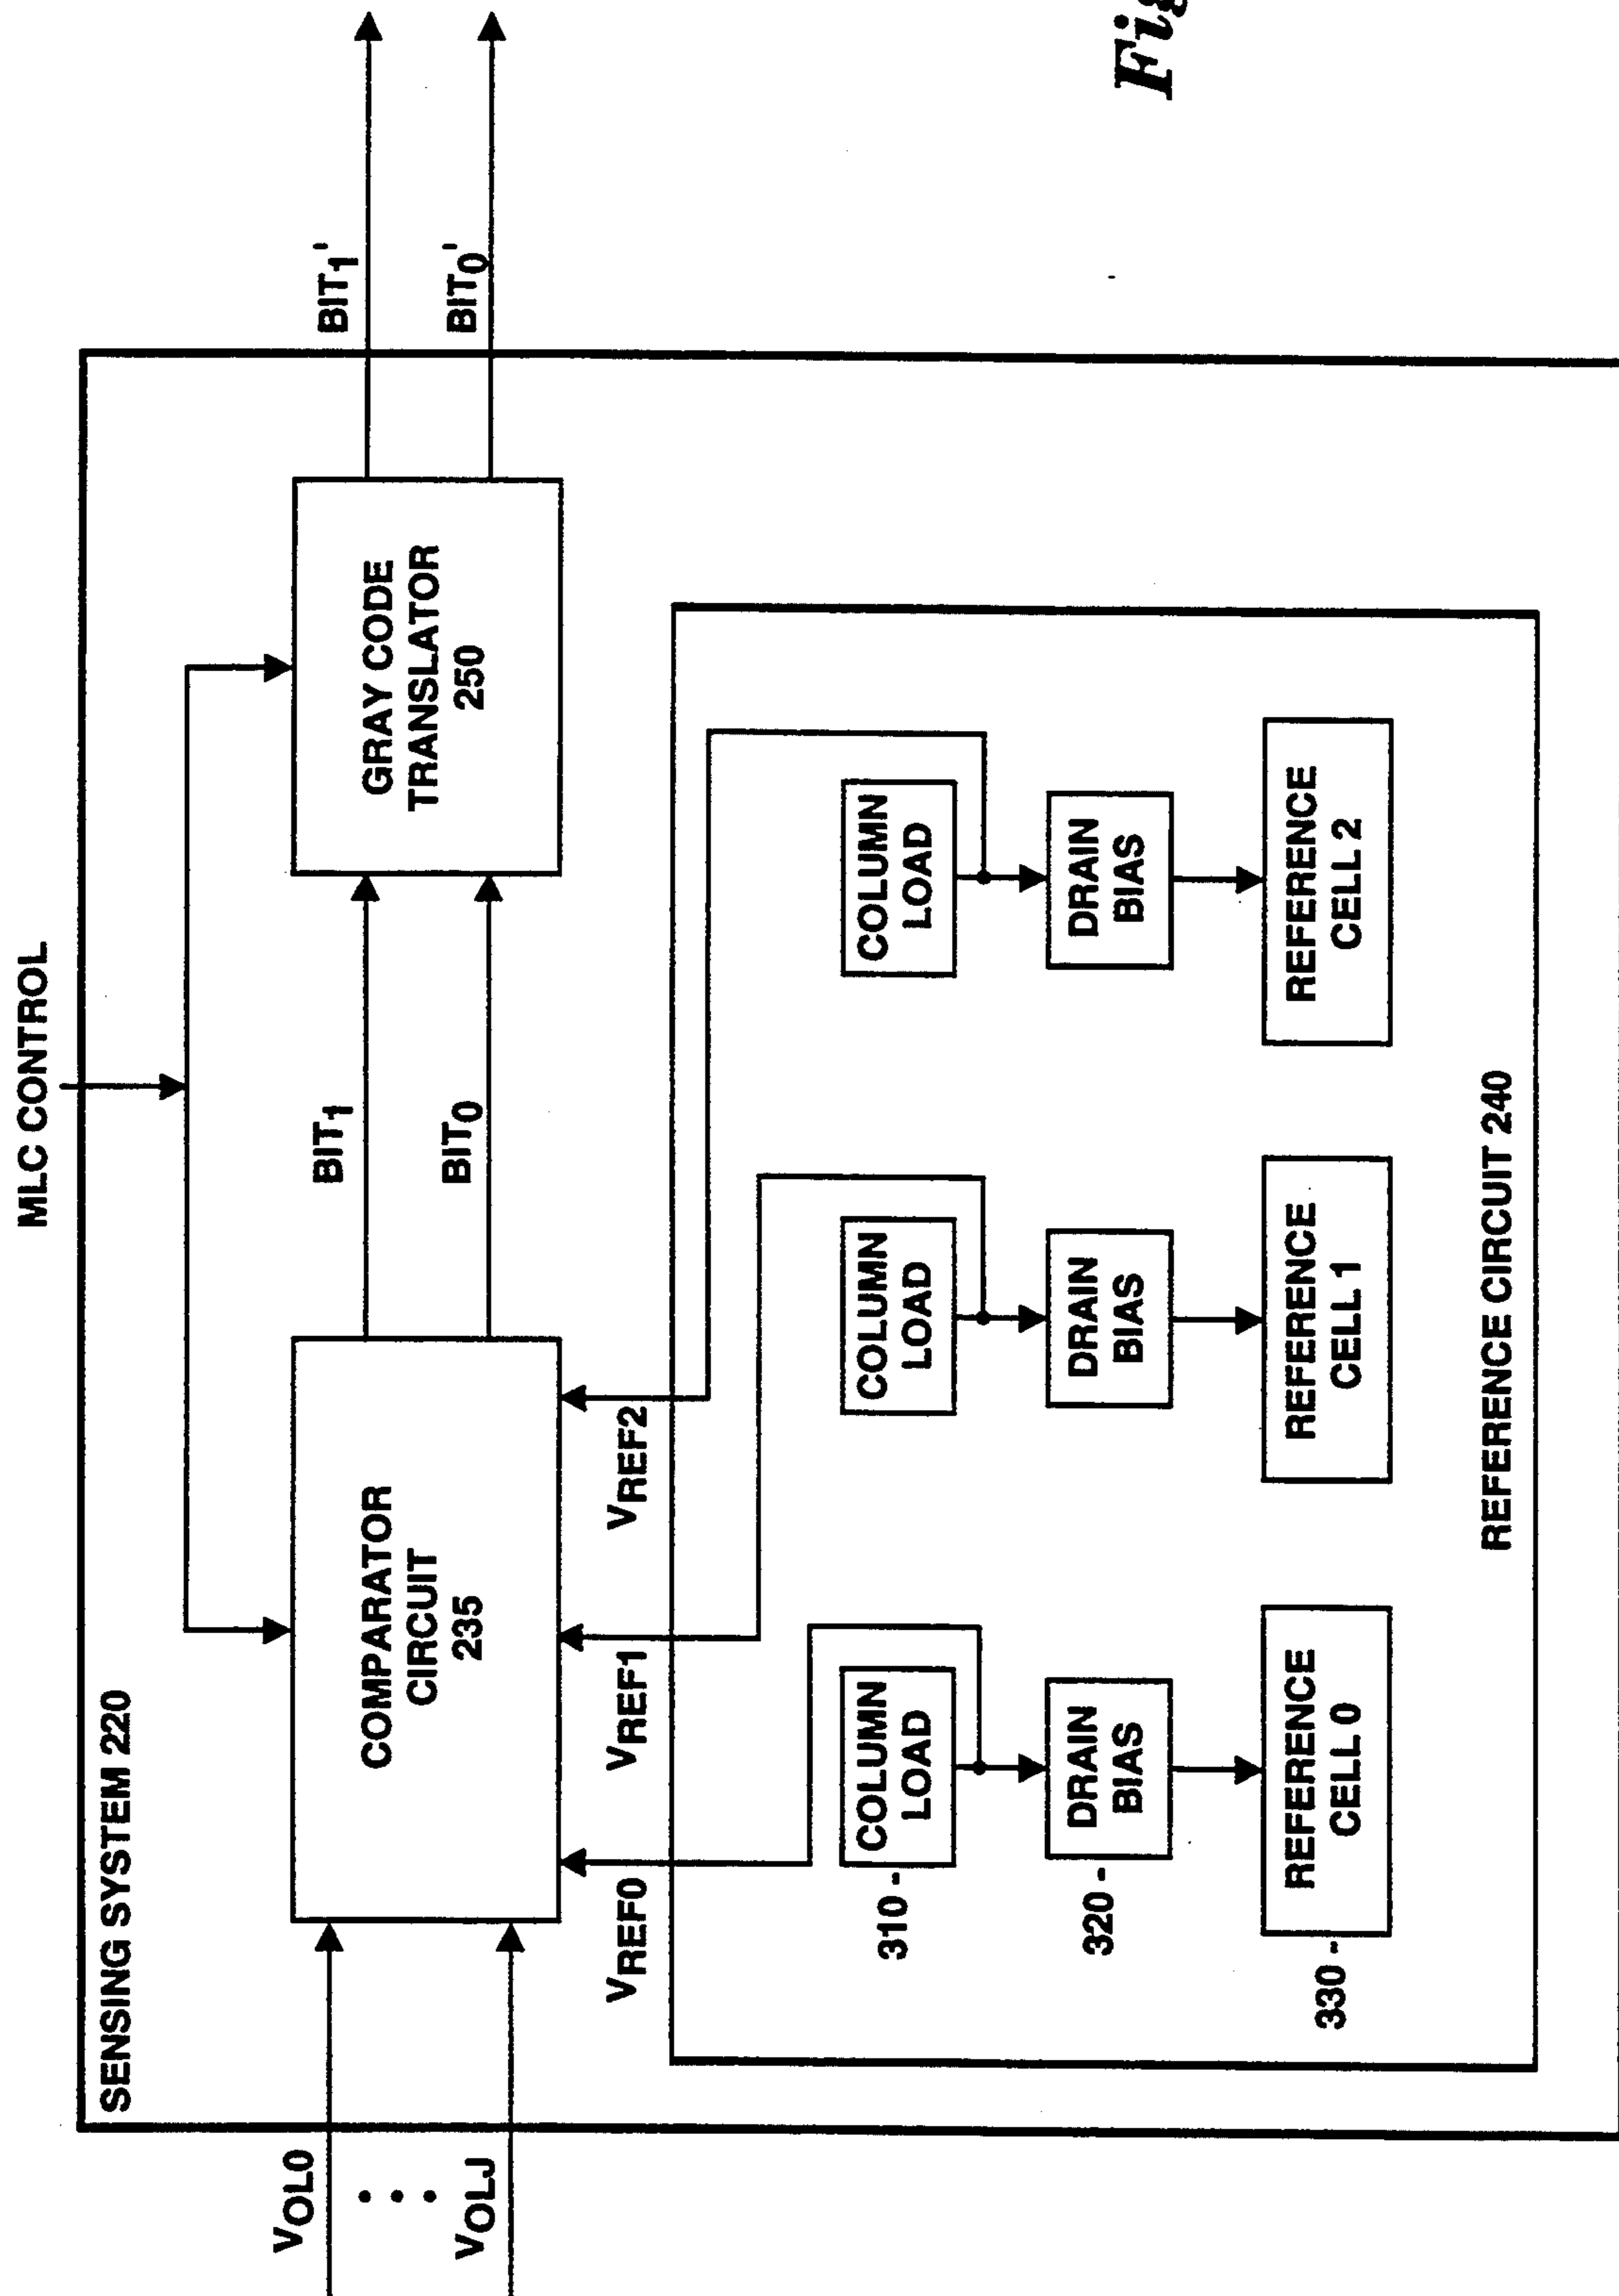 MLC CONTROL
SENSING SYSTEM 220
VOL0
VOLJ
COMPARATOR
CIRCUIT
235
BIT1
BIT0
GRAY CODE
TRANSLATOR
250
BIT1'
BIT0'
VREF0
VREF1
VREF2
310
COLUMN
LOAD
COLUMN
LOAD
COLUMN
LOAD
320
DRAIN
BIAS
DRAIN
BIAS
DRAIN
BIAS
330
REFERENCE
CELL 0
REFERENCE
CELL 1
REFERENCE
CELL 2
REFERENCE CIRCUIT 240